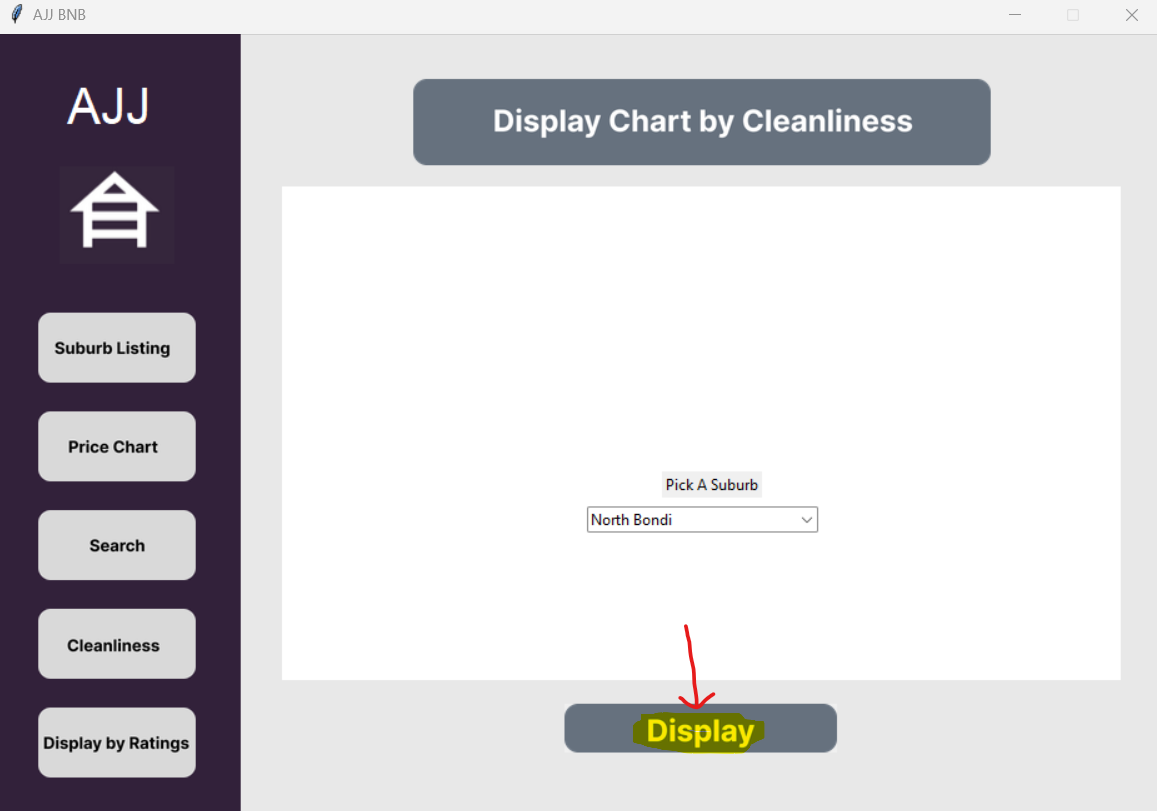 AJJ BNB
AJJ
Suburb Listing
Price Chart
Search
Cleanliness
Display by Ratings
Display Chart by Cleanliness
Pick A Suburb
North Bondi
Display